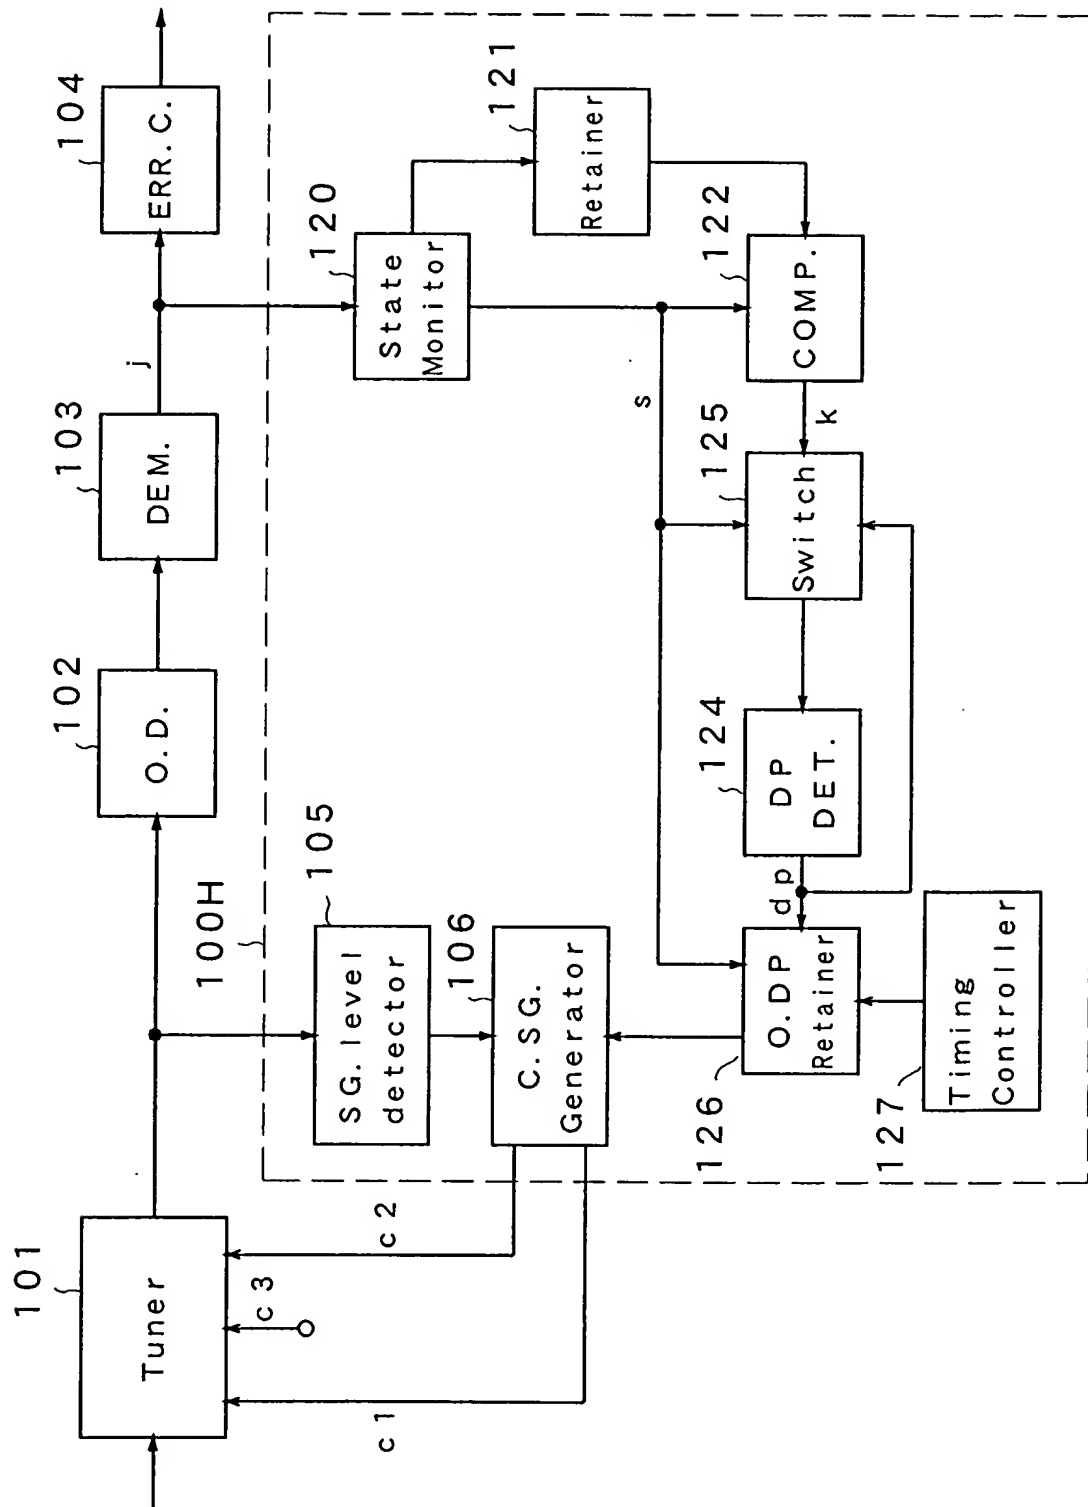 101
Tuner
c1
c3
c2
102
O.D.
103
DEM.
j
104
ERR.C.
100H
105
SG.level
detector
106
C.SG.
Generator
120
State
Monitor
121
Retainer
s
122
COMP.
k
125
Switch
124
DP
DET.
dp
126
O.DP
Retainer
127
Timing
Controller